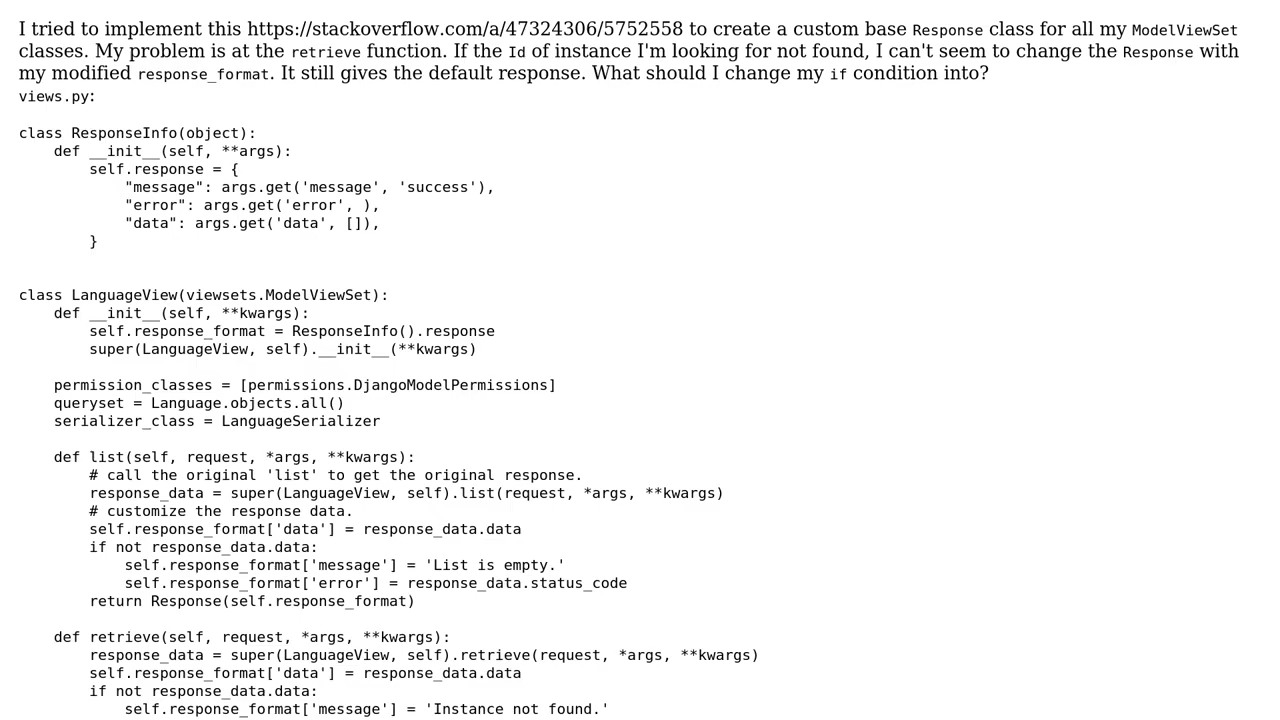 I tried to implement this https://stackoverflow.com/a/47324306/5752558 to create a custom base Response class for all my ModelViewSet
classes. My problem is at the retrieve function. If the Id of instance I'm looking for not found, I can't seem to change the Response with
my modified response_format. It still gives the default response. What should I change my if condition into?
views.py:

class ResponseInfo(object):
    def __init__(self, **args):
        self.response = {
            "message": args.get('message', 'success'),
            "error": args.get('error', ),
            "data": args.get('data', []),
        }


class LanguageView(viewsets.ModelViewSet):
    def __init__(self, **kwargs):
        self.response_format = ResponseInfo().response
        super(LanguageView, self).__init__(**kwargs)

    permission_classes = [permissions.DjangoModelPermissions]
    queryset = Language.objects.all()
    serializer_class = LanguageSerializer

    def list(self, request, *args, **kwargs):
        # call the original 'list' to get the original response.
        response_data = super(LanguageView, self).list(request, *args, **kwargs)
        # customize the response data.
        self.response_format['data'] = response_data.data
        if not response_data.data:
            self.response_format['message'] = 'List is empty.'
            self.response_format['error'] = response_data.status_code
        return Response(self.response_format)

    def retrieve(self, request, *args, **kwargs):
        response_data = super(LanguageView, self).retrieve(request, *args, **kwargs)
        self.response_format['data'] = response_data.data
        if not response_data.data:
            self.response_format['message'] = 'Instance not found.'